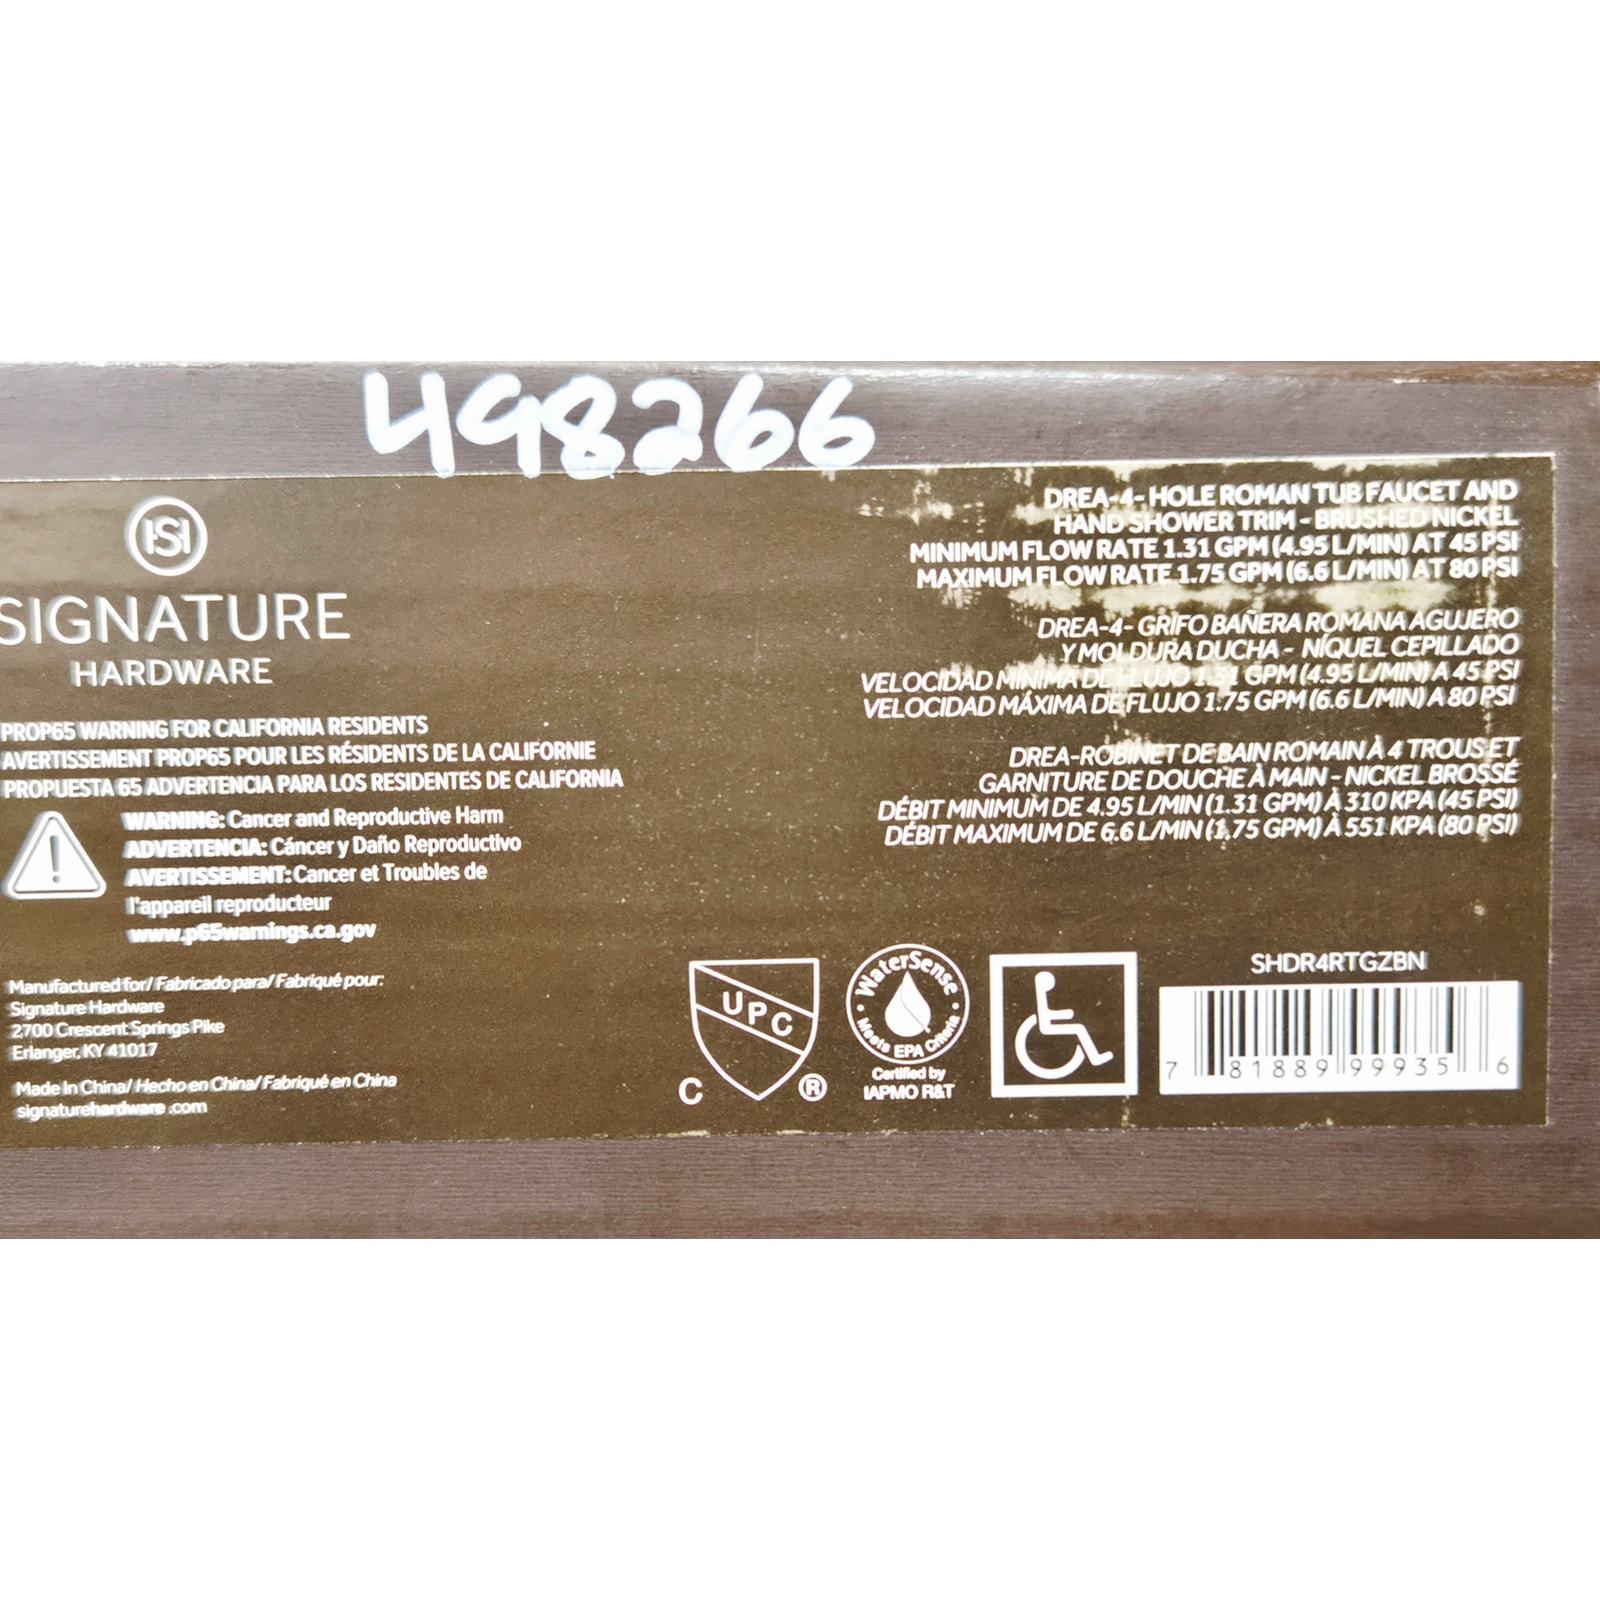 498266
SIGNATURE
HARDWARE
PROP65 WARNING FOR CALIFORNIA RESIDENTS
AVERTISSEMENT PROP65 POUR LES RÉSIDENTS DE LA CALIFORNIE
PROPUESTA 65 ADVERTENCIA PARA LOS RESIDENTES DE CALIFORNIA
WARNING: Cancer and Reproductive Harm
ADVERTENCIA: Cáncer y Daño Reproductivo
AVERTISSEMENT: Cancer et Troubles de
l'appareil reproducteur
www.p65warnings.ca.gov
Manufactured for/ Fabricado para/ Fabriqué pour:
Signature Hardware
2700 Crescent Springs Pike
Erlanger, KY 41017
Made In China/ Hecho en China/ Fabriqué en China
signaturehardware .com
DREA-4- HOLE ROMAN TUB FAUCET AND
HAND SHOWER TRIM - BRUSHED NICKEL
MINIMUM FLOW RATE 1.31 GPM (4.95 L/MIN) AT 45 PSI
MAXIMUM FLOW RATE 1.75 GPM (6.6 L/MIN) AT 80 PSI
DREA-4- GRIFO BAÑERA ROMANA AGUJERO
Y MOLDURA DUCHA - NÍQUEL CEPILLADO
VELOCIDAD MÍNIMA DE FLUJO 1.31 GPM (4.95 L/MIN) A 45 PSI
VELOCIDAD MÁXIMA DE FLUJO 1.75 GPM (6.6 L/MIN) A 80 PSI
DREA-ROBINET DE BAIN ROMAIN À 4 TROUS ET
GARNITURE DE DOUCHE À MAIN - NICKEL BROSSÉ
DÉBIT MINIMUM DE 4.95 L/MIN (1.31 GPM) À 310 KPA (45 PSI)
DÉBIT MAXIMUM DE 6.6 L/MIN (1.75 GPM) À 551 KPA (80 PSI)
UPC
C ®
WaterSense
Meets EPA Criteria
Certified by
IAPMO R&T
SHDR4RTGZBN
7 81889 99935 6